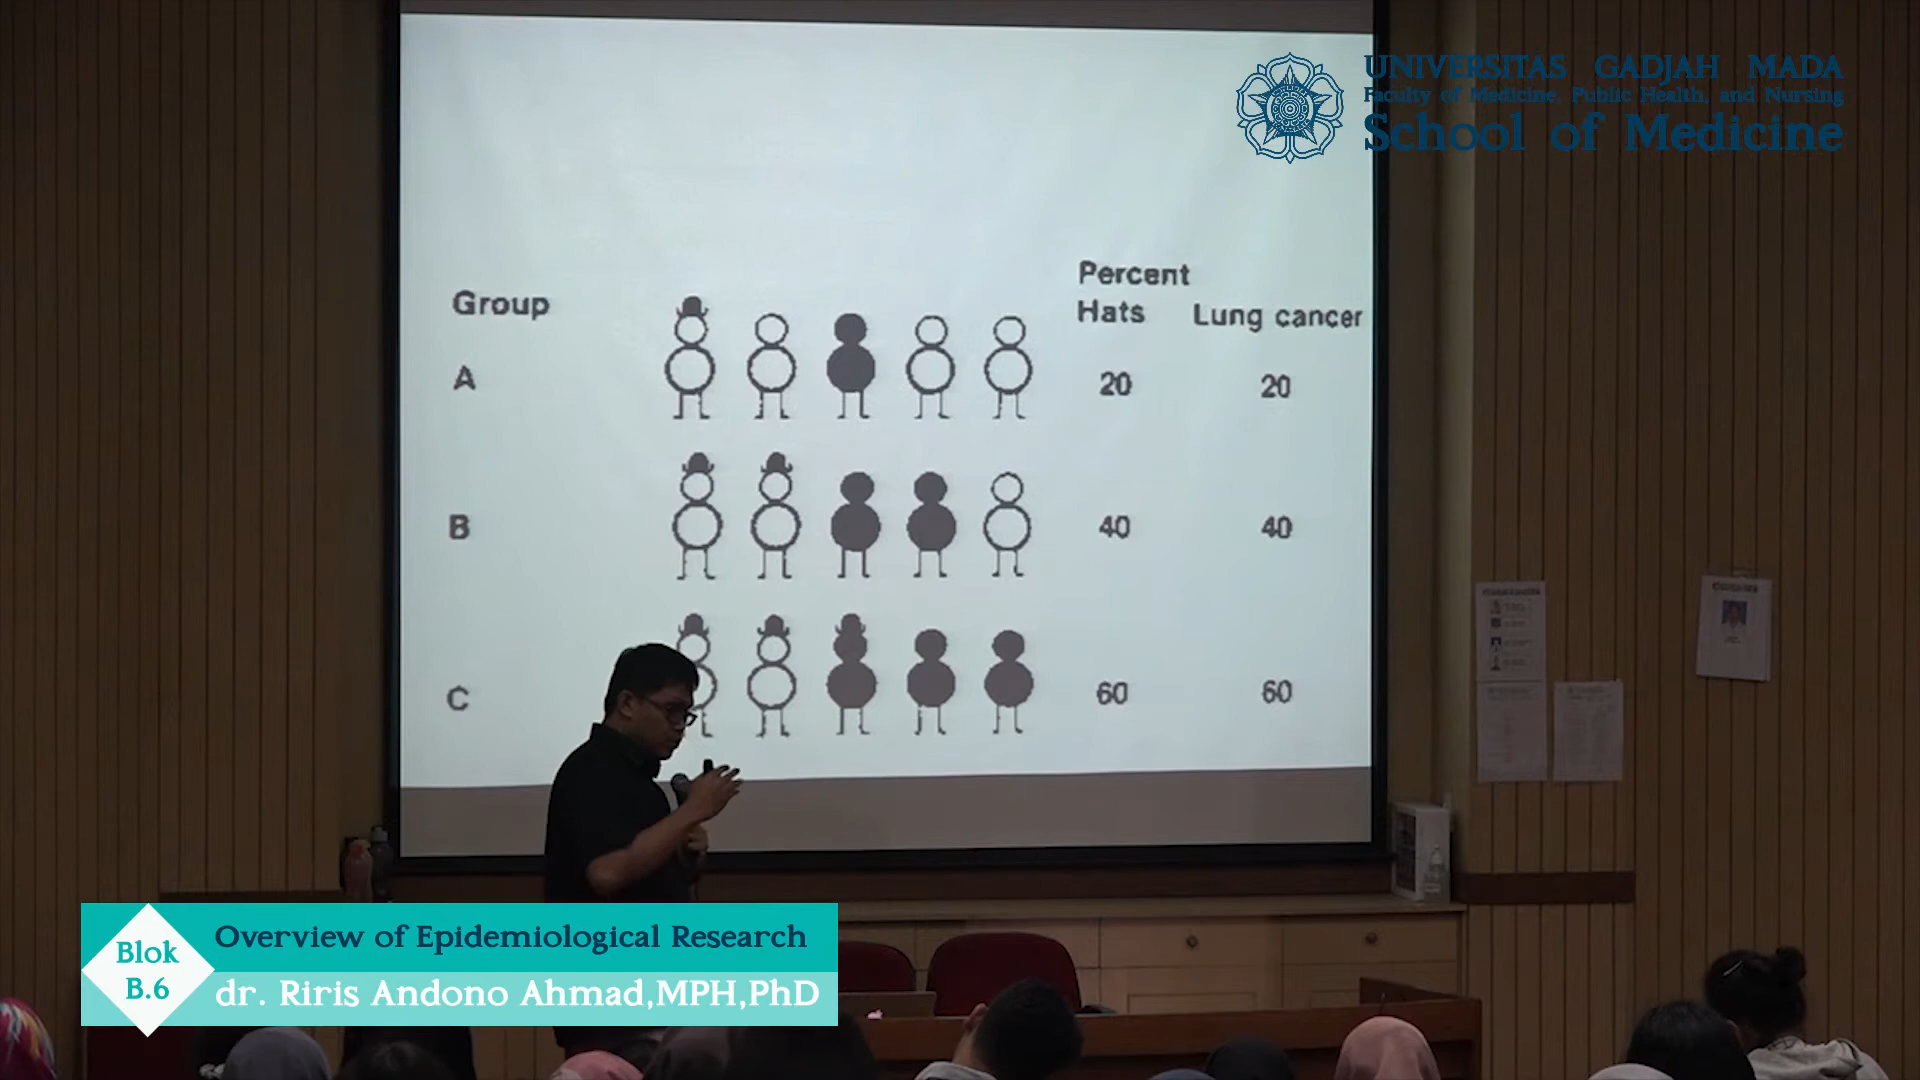 UNIVERSITAS GADJAH MADA
Faculty of Medicine, Public Health, and Nursing
School of Medicine
Percent
Group
Hats
Lung cancer
A
20
20
B
40
40
C
60
60
Blok
B.6
Overview of Epidemiological Research
dr. Riris Andono Ahmad,MPH,PhD